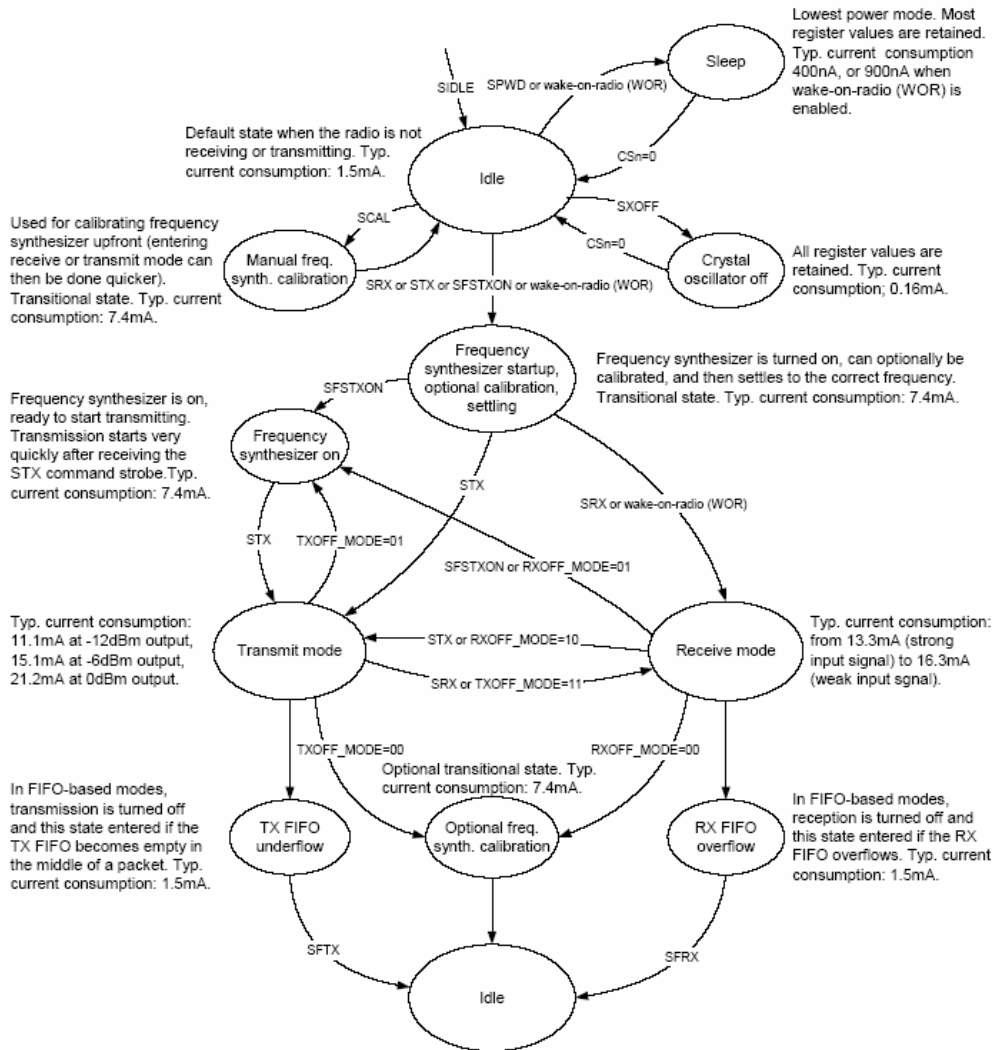 Lowest power mode. Most
register values are retained.
Typ. current consumption
400nA, or 900nA when
wake-on-radio (WOR) is
enabled.
Sleep
SIDLE
SPWD or wake-on-radio (WOR)
Default state when the radio is not
receiving or transmitting. Typ.
current consumption: 1.5mA.
CSn=0
Idle
SCAL
SXOFF
CSn=0
Used for calibrating frequency
synthesizer upfront (entering
receive or transmit mode can
then be done quicker).
Transitional state. Typ. current
consumption: 7.4mA.
Manual freq.
synth. calibration
Crystal
oscillator off
All register values are
retained. Typ. current
consumption; 0.16mA.
SRX or STX or SFSTXON or wake-on-radio (WOR)
Frequency
synthesizer startup,
optional calibration,
settling
Frequency synthesizer is turned on, can optionally be
calibrated, and then settles to the correct frequency.
Transitional state. Typ. current consumption: 7.4mA.
SFSTXON
Frequency synthesizer is on,
ready to start transmitting.
Transmission starts very
quickly after receiving the
STX command strobe.Typ.
current consumption: 7.4mA.
Frequency
synthesizer on
STX
SRX or wake-on-radio (WOR)
STX
TXOFF_MODE=01
SFSTXON or RXOFF_MODE=01
Typ. current consumption:
11.1mA at -12dBm output,
15.1mA at -6dBm output,
21.2mA at 0dBm output.
Transmit mode
STX or RXOFF_MODE=10
SRX or TXOFF_MODE=11
Receive mode
Typ. current consumption:
from 13.3mA (strong
input signal) to 16.3mA
(weak input sgnal).
TXOFF_MODE=00
RXOFF_MODE=00
Optional transitional state. Typ.
current consumption: 7.4mA.
In FIFO-based modes,
transmission is turned off
and this state entered if the
TX FIFO becomes empty in
the middle of a packet. Typ.
current consumption: 1.5mA.
TX FIFO
underflow
Optional freq.
synth. calibration
RX FIFO
overflow
In FIFO-based modes,
reception is turned off and
this state entered if the RX
FIFO overflows. Typ. current
consumption: 1.5mA.
SFTX
SFRX
Idle